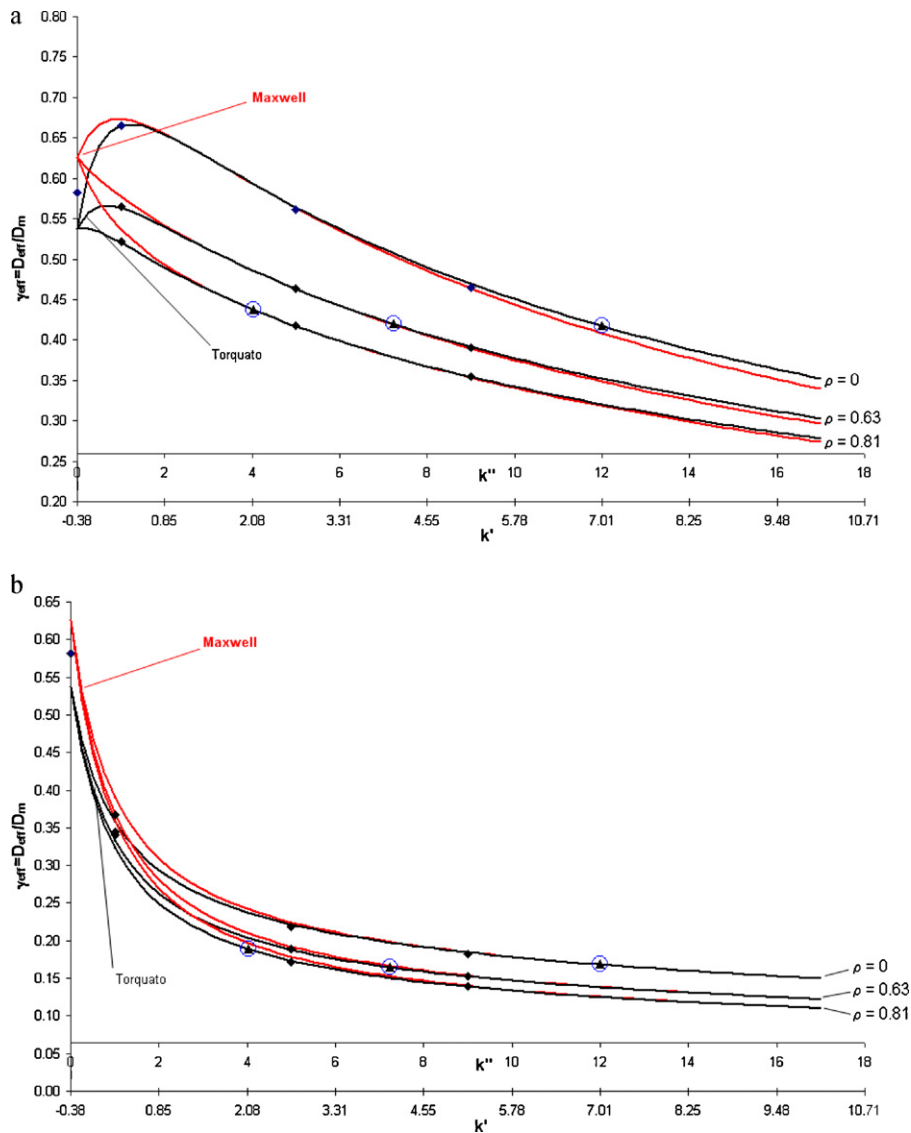 a
0.80
0.75
0.70
Maxwell
0.65
0.60
0.55
γeff=Deff/Dm
0.50
0.45
0.40
Torquato
0.35
ρ = 0
0.30
ρ = 0.63
ρ = 0.81
0.25
0 2 4 6 8 10 12 14 16 18
k''
0.20
-0.38 0.85 2.08 3.31 4.55 5.78 7.01 8.25 9.48 10.71
k'
b
0.65
0.60
Maxwell
0.55
0.50
0.45
0.40
γeff=Deff/Dm
0.35
0.30
0.25
0.20
Torquato
0.15
ρ = 0
ρ = 0.63
0.10
ρ = 0.81
0.05
0 2 4 6 8 10 12 14 16 18
k''
0.00
-0.38 0.85 2.08 3.31 4.55 5.78 7.01 8.25 9.48 10.71
k'